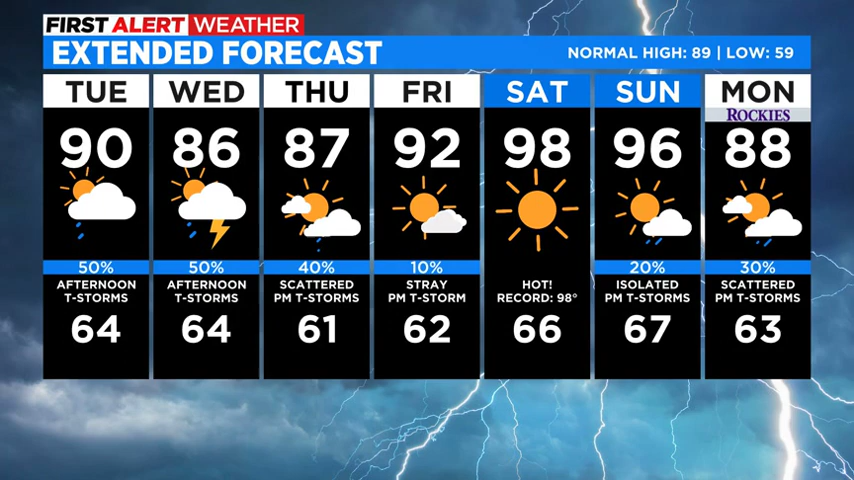 FIRST ALERT WEATHER
EXTENDED FORECAST
NORMAL HIGH: 89 | LOW: 59
TUE
90
50%
AFTERNOON
T-STORMS
64
WED
86
50%
AFTERNOON
T-STORMS
64
THU
87
40%
SCATTERED
PM T-STORMS
61
FRI
92
10%
STRAY
PM T-STORM
62
SAT
98
HOT!
RECORD: 98°
66
SUN
96
20%
ISOLATED
PM T-STORMS
67
MON
ROCKIES
88
30%
SCATTERED
PM T-STORMS
63